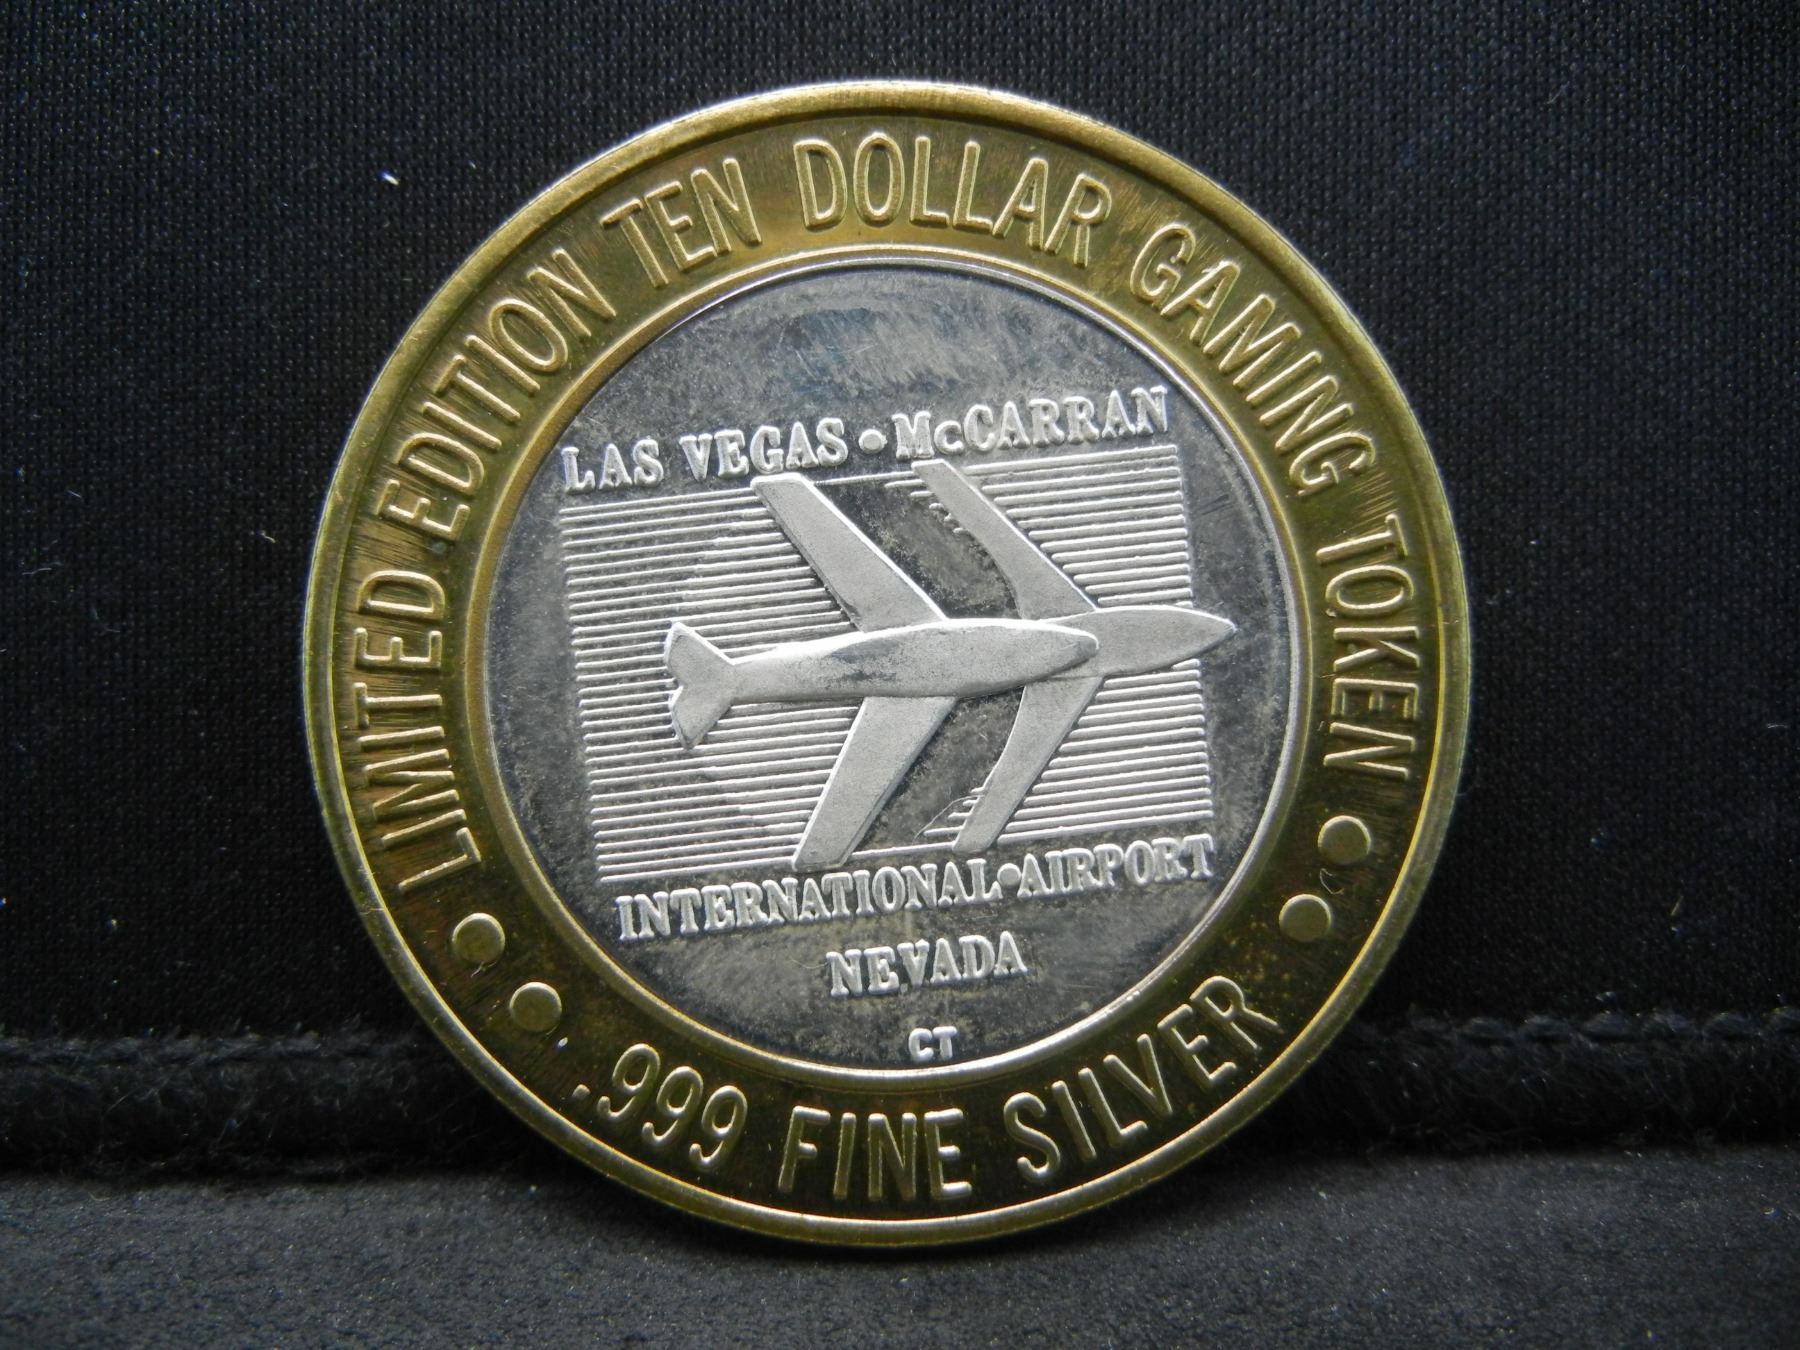 LIMITED EDITION TEN DOLLAR GAMING TOKEN
LAS VEGAS • McCARRAN
INTERNATIONAL•AIRPORT
NEVADA
CT
.999 FINE SILVER